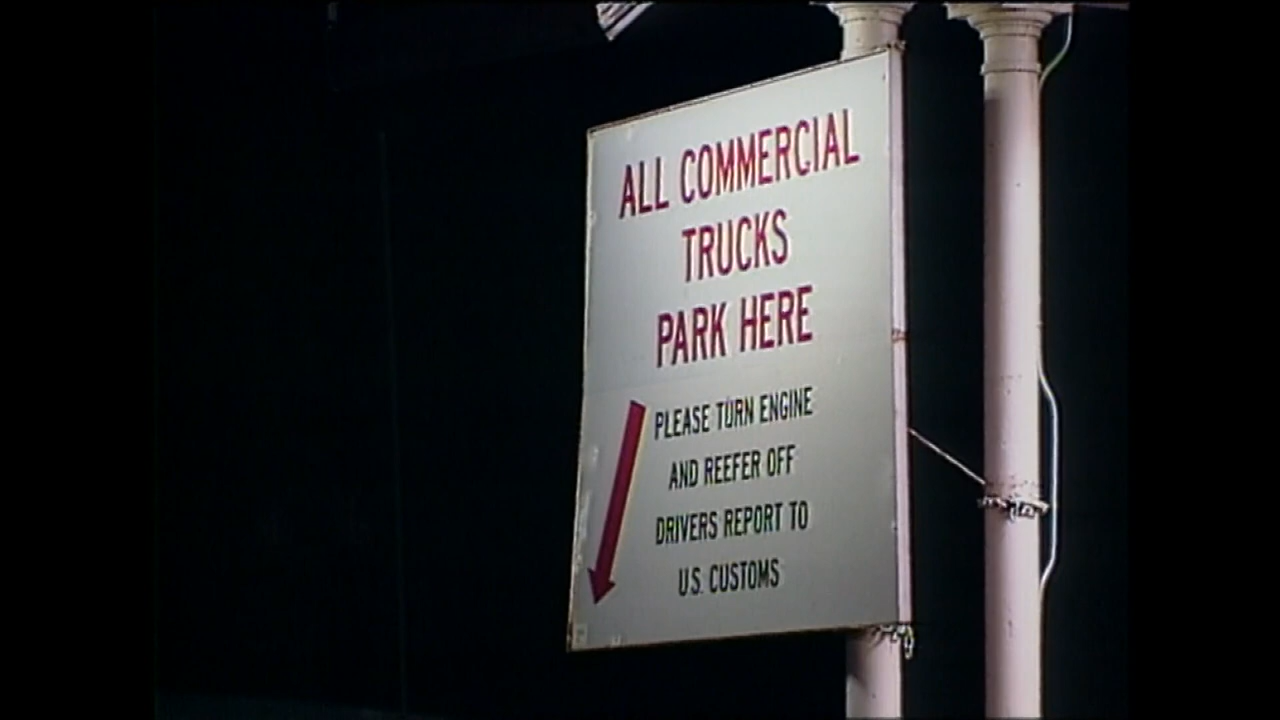 ALL COMMERCIAL
TRUCKS
PARK HERE
PLEASE TURN ENGINE
AND REEFER OFF
DRIVERS REPORT TO
U.S. CUSTOMS